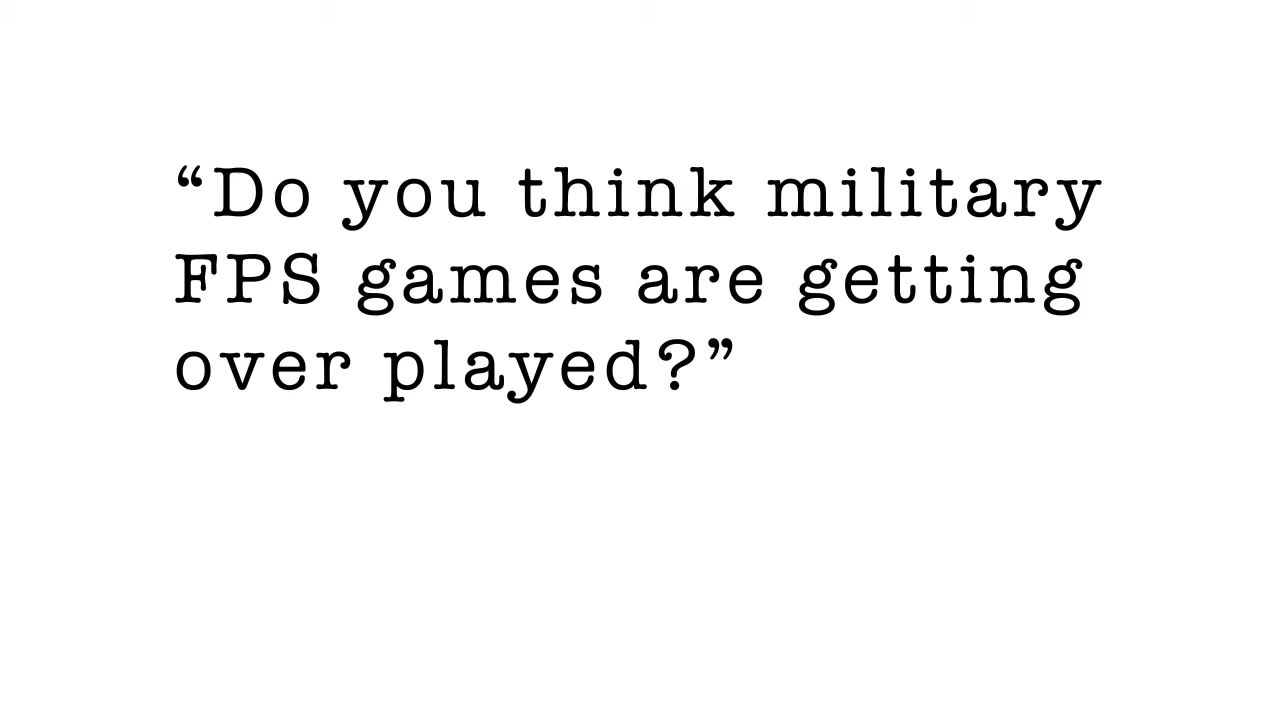 “Do you think military
FPS games are getting
over played?”